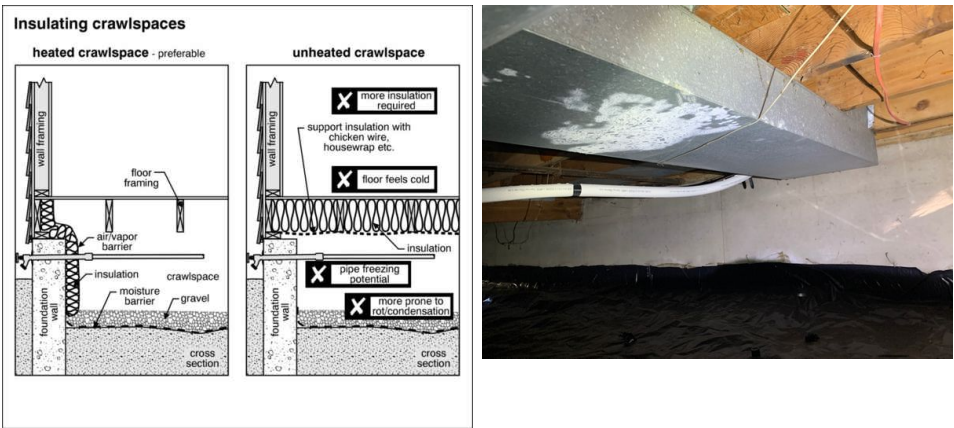 Insulating crawlspaces
heated crawlspace - preferable
wall framing
floor
framing
air/vapor
barrier
insulation
crawlspace
moisture
barrier
gravel
foundation
wall
cross
section
unheated crawlspace
more insulation
required
support insulation with
chicken wire,
housewrap etc.
wall framing
floor feels cold
insulation
pipe freezing
potential
more prone to
rot/condensation
foundation
wall
cross
section